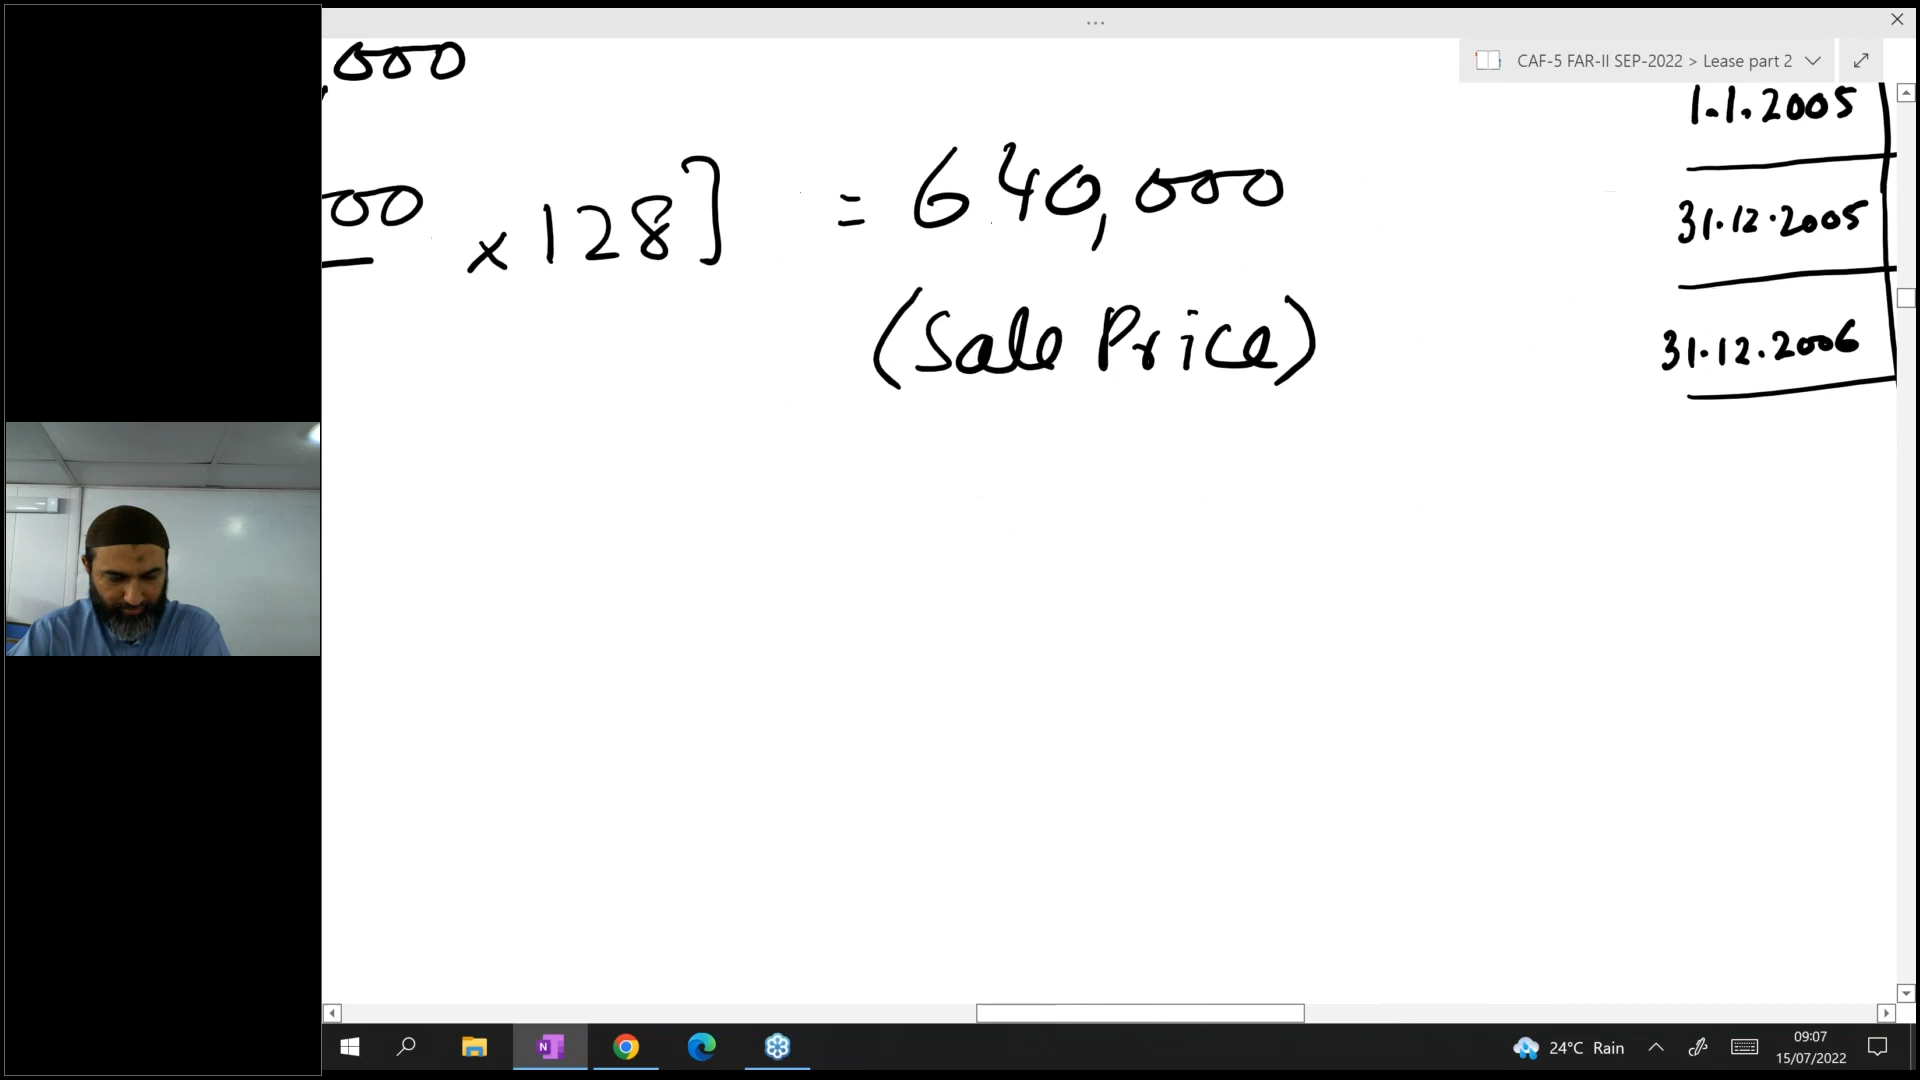 ,000
CAF-5 FAR-II SEP-2022 > Lease part 2
1.1.2005
00 × 128] = 640,000
31.12.2005
(Sale Price)
31.12.2006
N
24°C Rain
09:07
15/07/2022